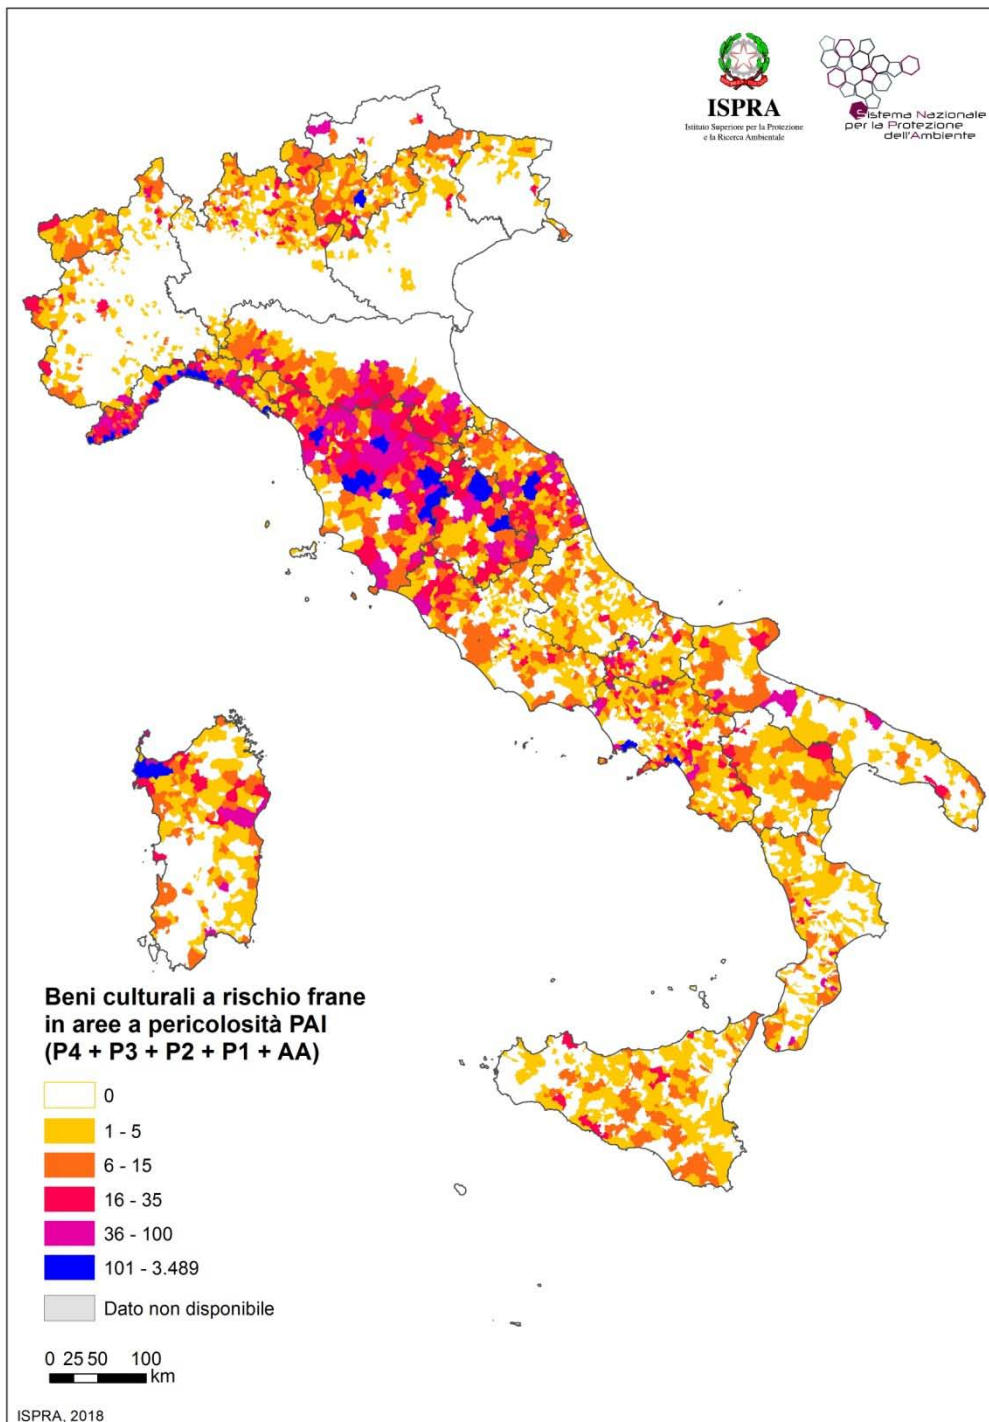 ISPRA
Istituto Superiore per la Protezione
e la Ricerca Ambientale
Sistema Nazionale
per la Protezione
dell'Ambiente
Beni culturali a rischio frane
in aree a pericolosità PAI
(P4 + P3 + P2 + P1 + AA)
0
1 - 5
6 - 15
16 - 35
36 - 100
101 - 3.489
Dato non disponibile
0 25 50 100
km
ISPRA, 2018